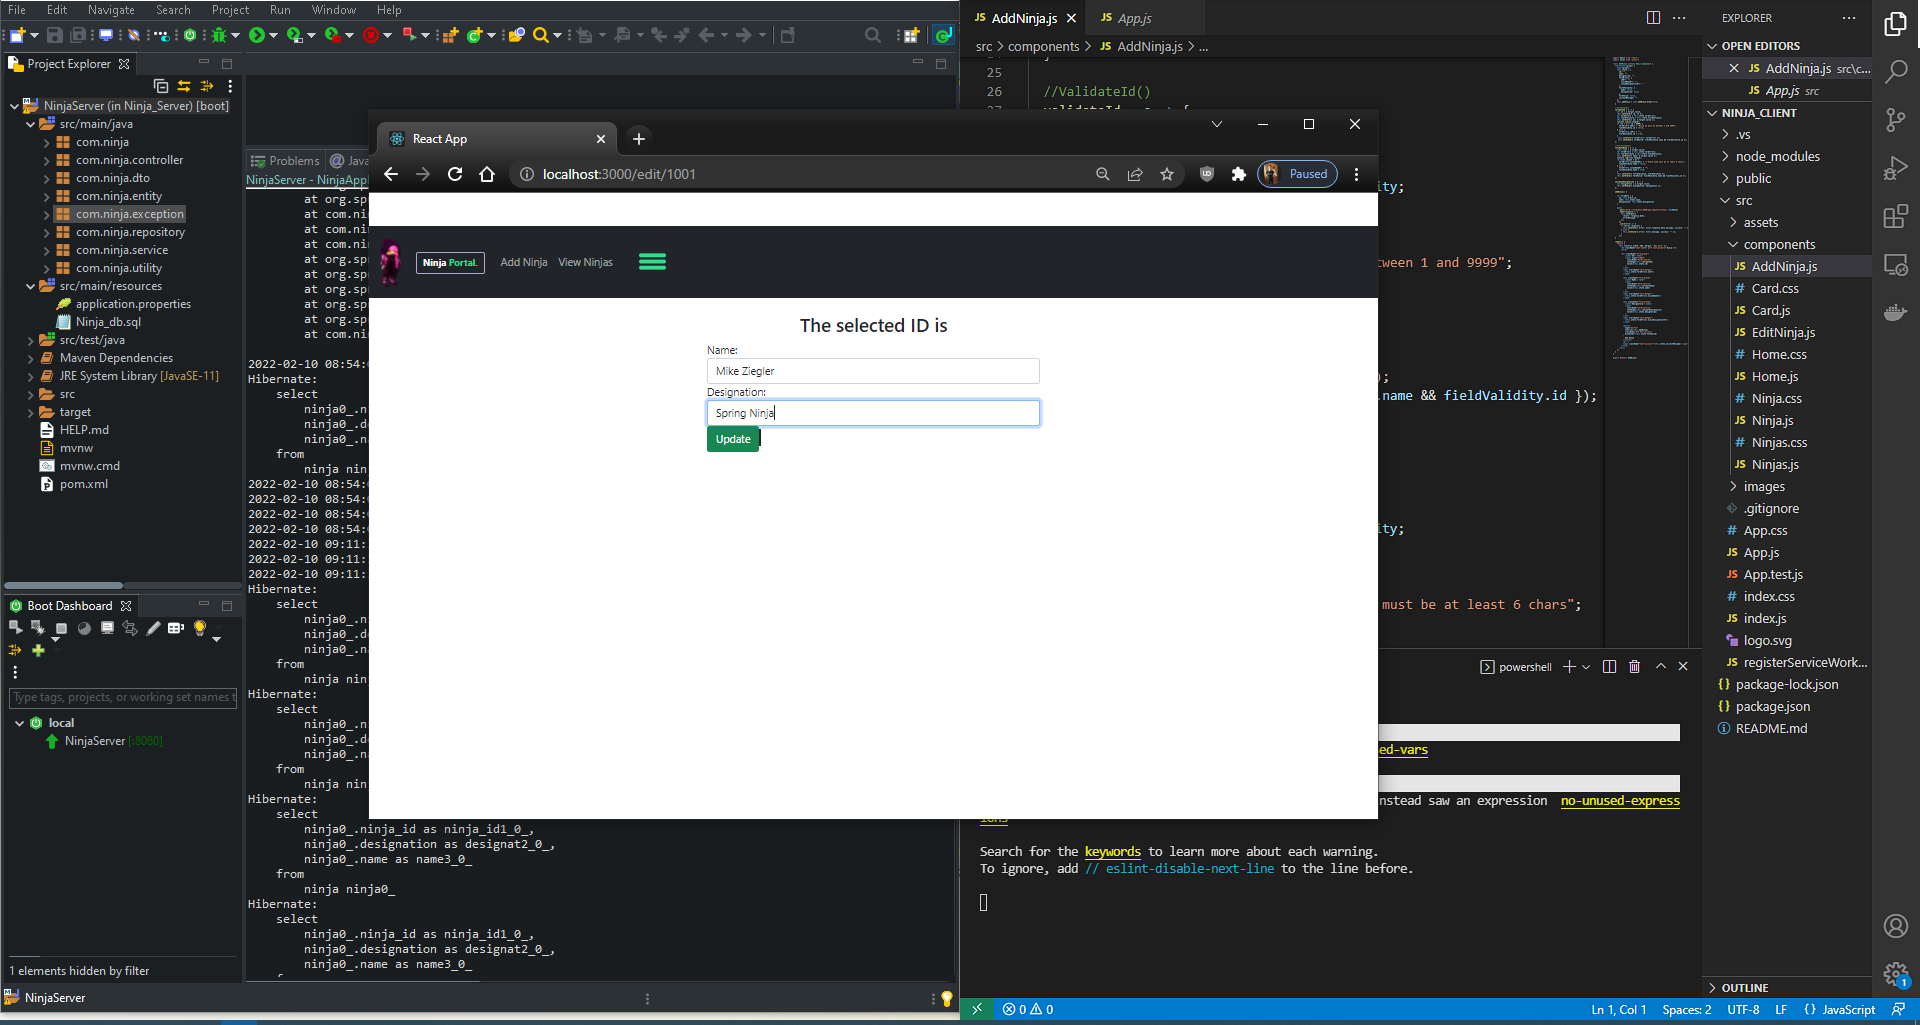 File Edit Navigate Search Project Run Window Help
Project Explorer
NinjaServer (in Ninja_Server) [boot]
src/main/java
com.ninja
com.ninja.controller
com.ninja.dto
com.ninja.entity
com.ninja.exception
com.ninja.repository
com.ninja.service
com.ninja.utility
src/main/resources
application.properties
Ninja_db.sql
src/test/java
Maven Dependencies
JRE System Library [JavaSE-11]
src
target
HELP.md
mvnw
mvnw.cmd
pom.xml
Boot Dashboard
Type tags, projects, or working set names t
local
NinjaServer [:8080]
1 elements hidden by filter
NinjaServer
Problems @ Java
NinjaServer - NinjaAppl
at org.sp
at com.ni
at com.ni
at org.sp
at org.sp
at org.sp
at org.sp
at org.sp
at org.sp
at com.ni
2022-02-10 08:54:
Hibernate:
select
ninja0_.n
ninja0_.d
ninja0_.n
from
ninja nin
2022-02-10 08:54:
2022-02-10 08:54:
2022-02-10 08:54:
2022-02-10 08:54:
2022-02-10 09:11:
2022-02-10 09:11:
2022-02-10 09:11:
Hibernate:
select
ninja0_.n
ninja0_.d
ninja0_.n
from
ninja nin
Hibernate:
select
ninja0_.n
ninja0_.d
ninja0_.n
from
ninja nin
Hibernate:
select
ninja0_.ninja_id as ninja_id1_0_,
ninja0_.designation as designat2_0_,
ninja0_.name as name3_0_
from
ninja ninja0_
Hibernate:
select
ninja0_.ninja_id as ninja_id1_0_,
ninja0_.designation as designat2_0_,
ninja0_.name as name3_0_
React App
localhost:3000/edit/1001
Paused
Ninja Portal. Add Ninja View Ninjas
The selected ID is
Name:
Mike Ziegler
Designation:
Spring Ninja
Update
JS AddNinja.js JS App.js
src > components > JS AddNinja.js > ...
25
26 //ValidateId()
ity;
tween 1 and 9999";
);
.name && fieldValidity.id });
ity;
must be at least 6 chars";
powershell
ed-vars
nstead saw an expression no-unused-express
ions
Search for the keywords to learn more about each warning.
To ignore, add // eslint-disable-next-line to the line before.
EXPLORER
OPEN EDITORS
JS AddNinja.js src\c...
JS App.js src
NINJA_CLIENT
.vs
node_modules
public
src
assets
components
JS AddNinja.js
# Card.css
JS Card.js
JS EditNinja.js
# Home.css
JS Home.js
# Ninja.css
JS Ninja.js
# Ninjas.css
JS Ninjas.js
images
.gitignore
# App.css
JS App.js
JS App.test.js
# index.css
JS index.js
logo.svg
JS registerServiceWork...
{} package-lock.json
{} package.json
README.md
OUTLINE
1
0 0
Ln 1, Col 1 Spaces: 2 UTF-8 LF {} JavaScript